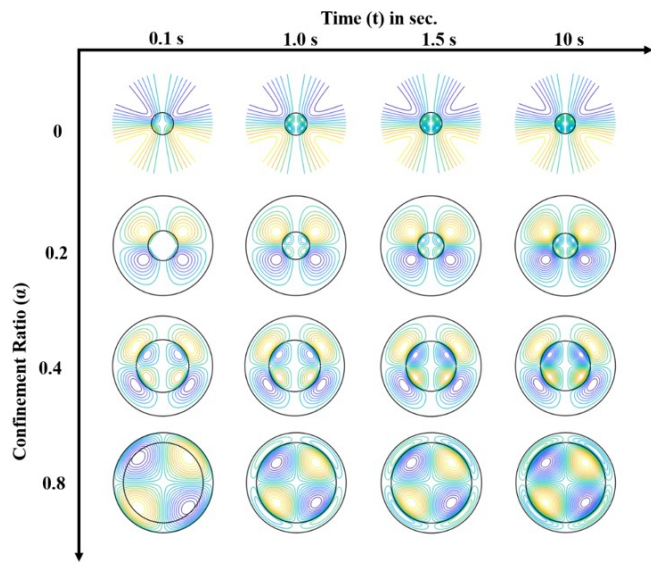 Time (t) in sec.
0.1 s 1.0 s 1.5 s 10 s
0
0.2
0.4
0.8
Confinement Ratio (α)